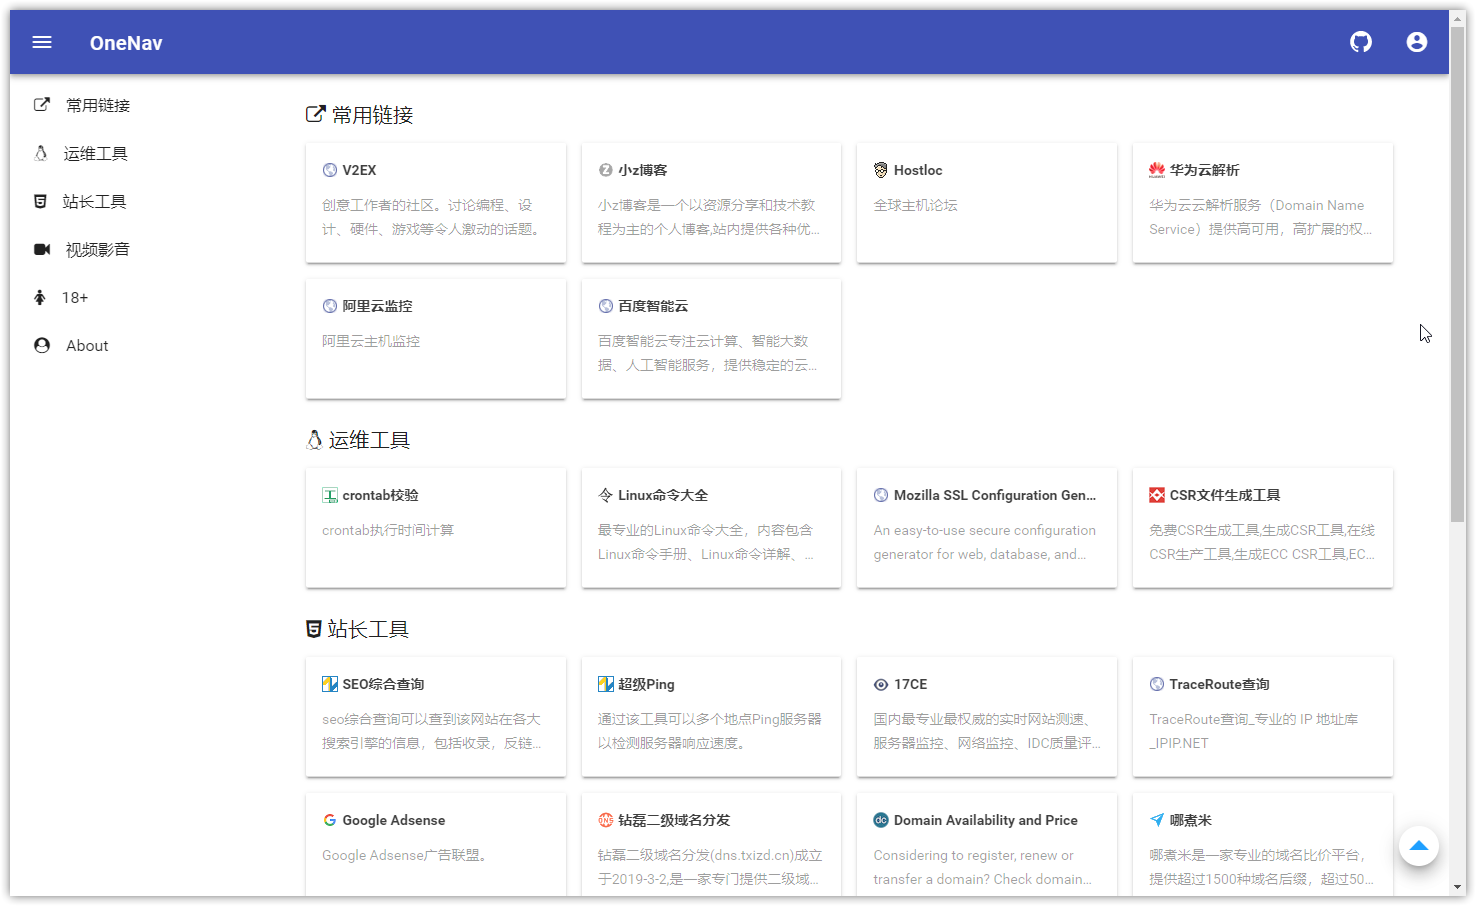 OneNav
常用链接
运维工具
站长工具
视频影音
18+
About
常用链接
V2EX
创意工作者的社区。讨论编程、设
计、硬件、游戏等令人激动的话题。
小z博客
小z博客是一个以资源分享和技术教
程为主的个人博客,站内提供各种优...
Hostloc
全球主机论坛
华为云解析
华为云云解析服务（Domain Name
Service）提供高可用，高扩展的权...
阿里云监控
阿里云主机监控
百度智能云
百度智能云专注云计算、智能大数
据、人工智能服务，提供稳定的云...
运维工具
crontab校验
crontab执行时间计算
Linux命令大全
最专业的Linux命令大全，内容包含
Linux命令手册、Linux命令详解、...
Mozilla SSL Configuration Gen...
An easy-to-use secure configuration
generator for web, database, and...
CSR文件生成工具
免费CSR生成工具,生成CSR工具,在线
CSR生产工具,生成ECC CSR工具,EC...
站长工具
SEO综合查询
seo综合查询可以查到该网站在各大
搜索引擎的信息，包括收录，反链...
超级Ping
通过该工具可以多个地点Ping服务器
以检测服务器响应速度。
17CE
国内最专业最权威的实时网站测速、
服务器监控、网络监控、IDC质量评...
TraceRoute查询
TraceRoute查询_专业的 IP 地址库
_IPIP.NET
Google Adsense
Google Adsense广告联盟。
钻磊二级域名分发
钻磊二级域名分发(dns.txizd.cn)成立
于2019-3-2,是一家专门提供二级域...
Domain Availability and Price
Considering to register, renew or
transfer a domain? Check domain...
哪煮米
哪煮米是一家专业的域名比价平台，
提供超过1500种域名后缀，超过50...